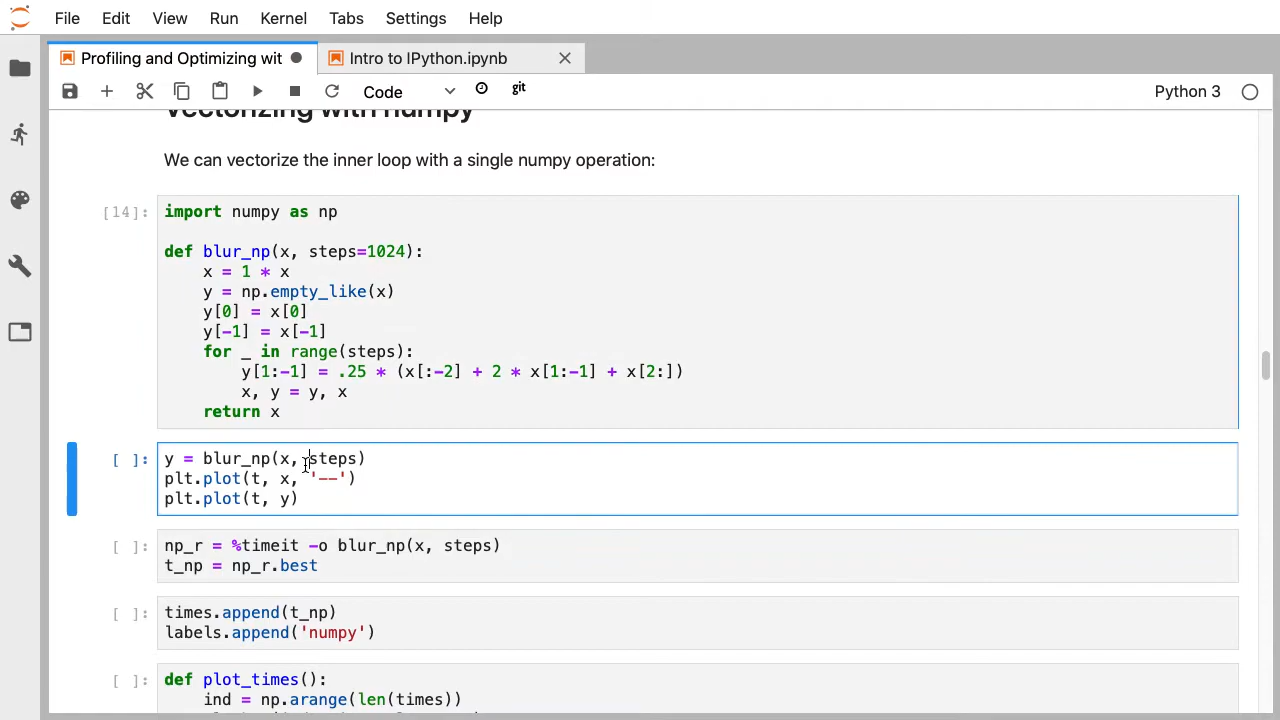 File Edit View Run Kernel Tabs Settings Help
Profiling and Optimizing wit
Intro to IPython.ipynb
Code
git
Python 3
Vectorizing with numpy
We can vectorize the inner loop with a single numpy operation:
[14]:
import numpy as np
def blur_np(x, steps=1024):
x = 1 * x
y = np.empty_like(x)
y[0] = x[0]
y[-1] = x[-1]
for _ in range(steps):
y[1:-1] = .25 * (x[:-2] + 2 * x[1:-1] + x[2:])
x, y = y, x
return x
[ ]:
y = blur_np(x, steps)
plt.plot(t, x, '--')
plt.plot(t, y)
[ ]:
np_r = %timeit -o blur_np(x, steps)
t_np = np_r.best
[ ]:
times.append(t_np)
labels.append('numpy')
[ ]:
def plot_times():
ind = np.arange(len(times))